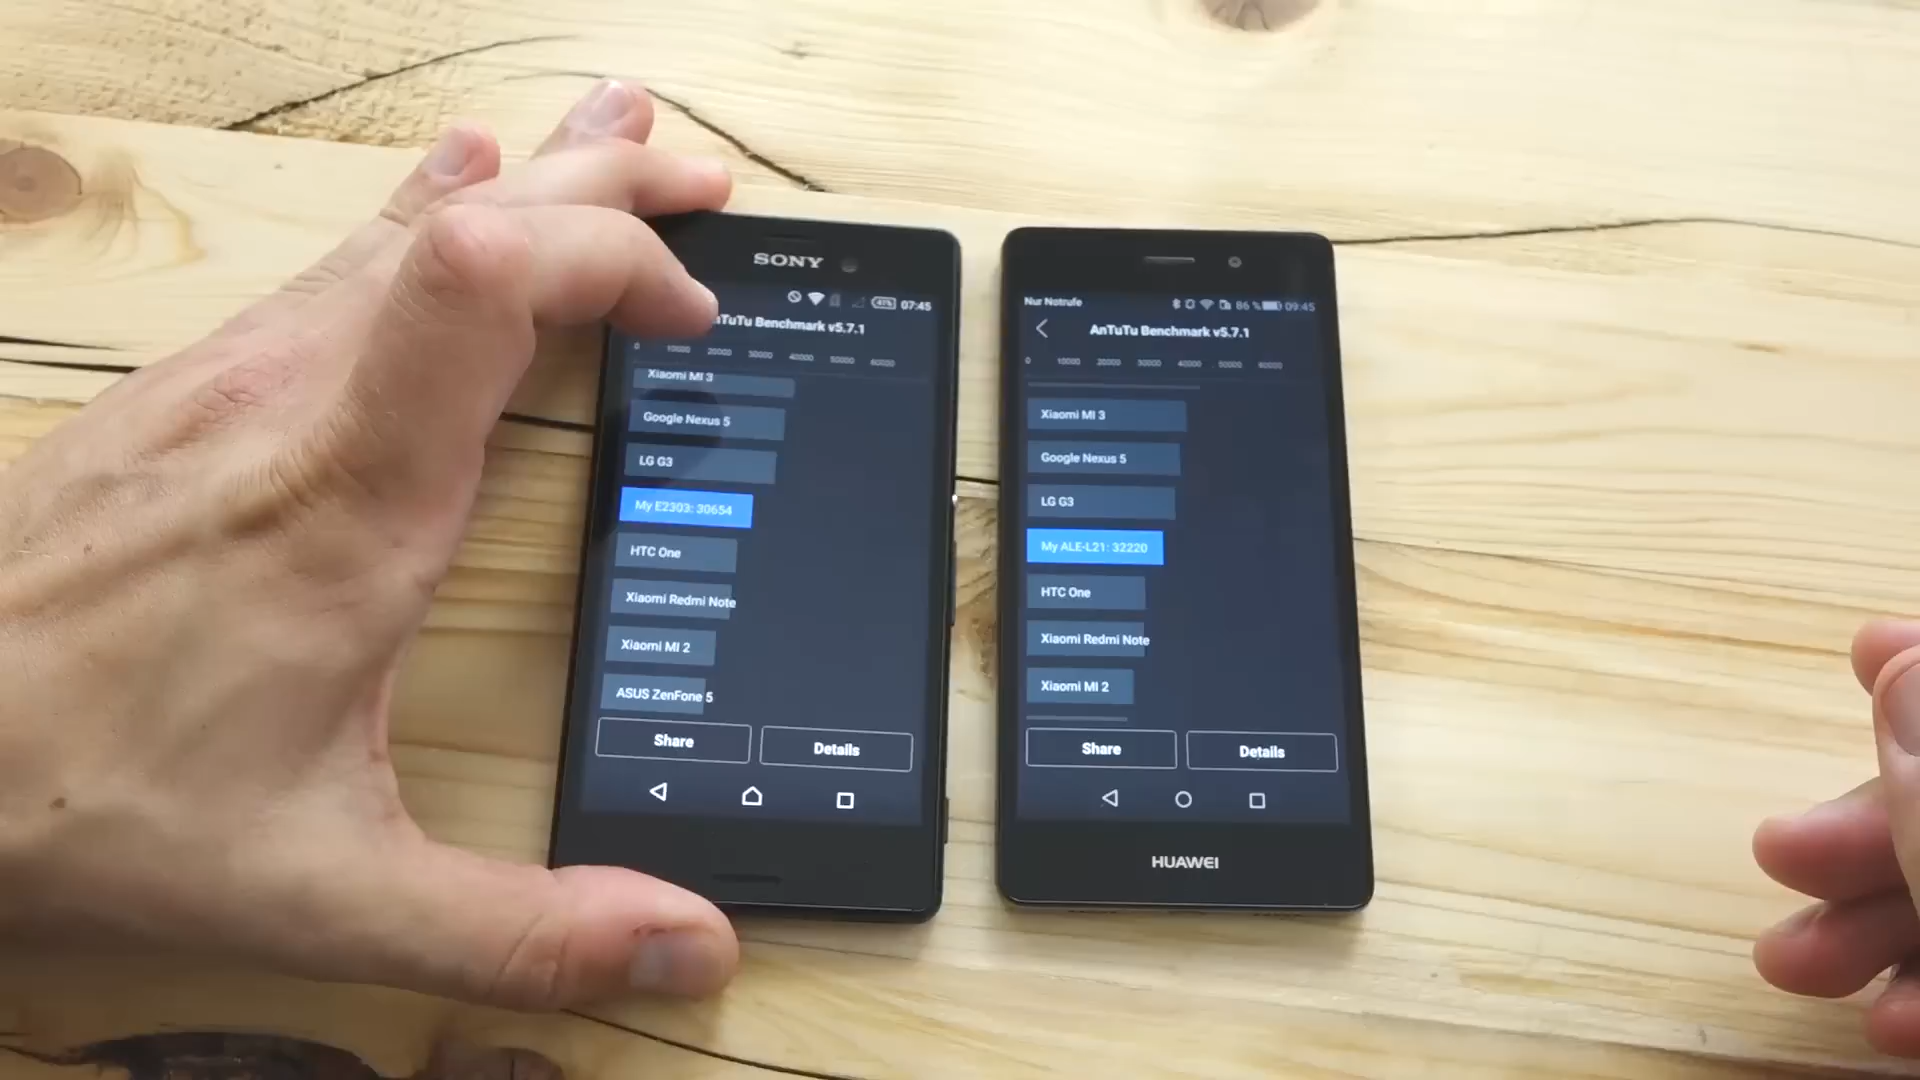 SONY
41%
07:45
AnTuTu Benchmark v5.7.1
0 10000 20000 30000 40000 50000 60000
Xiaomi MI 3
Google Nexus 5
LG G3
My E2303: 30654
HTC One
Xiaomi Redmi Note
Xiaomi MI 2
ASUS ZenFone 5
Share
Details
Nur Notrufe
86 %
09:45
AnTuTu Benchmark v5.7.1
0 10000 20000 30000 40000 50000 60000
Xiaomi MI 3
Google Nexus 5
LG G3
My ALE-L21: 32220
HTC One
Xiaomi Redmi Note
Xiaomi MI 2
Share
Details
HUAWEI